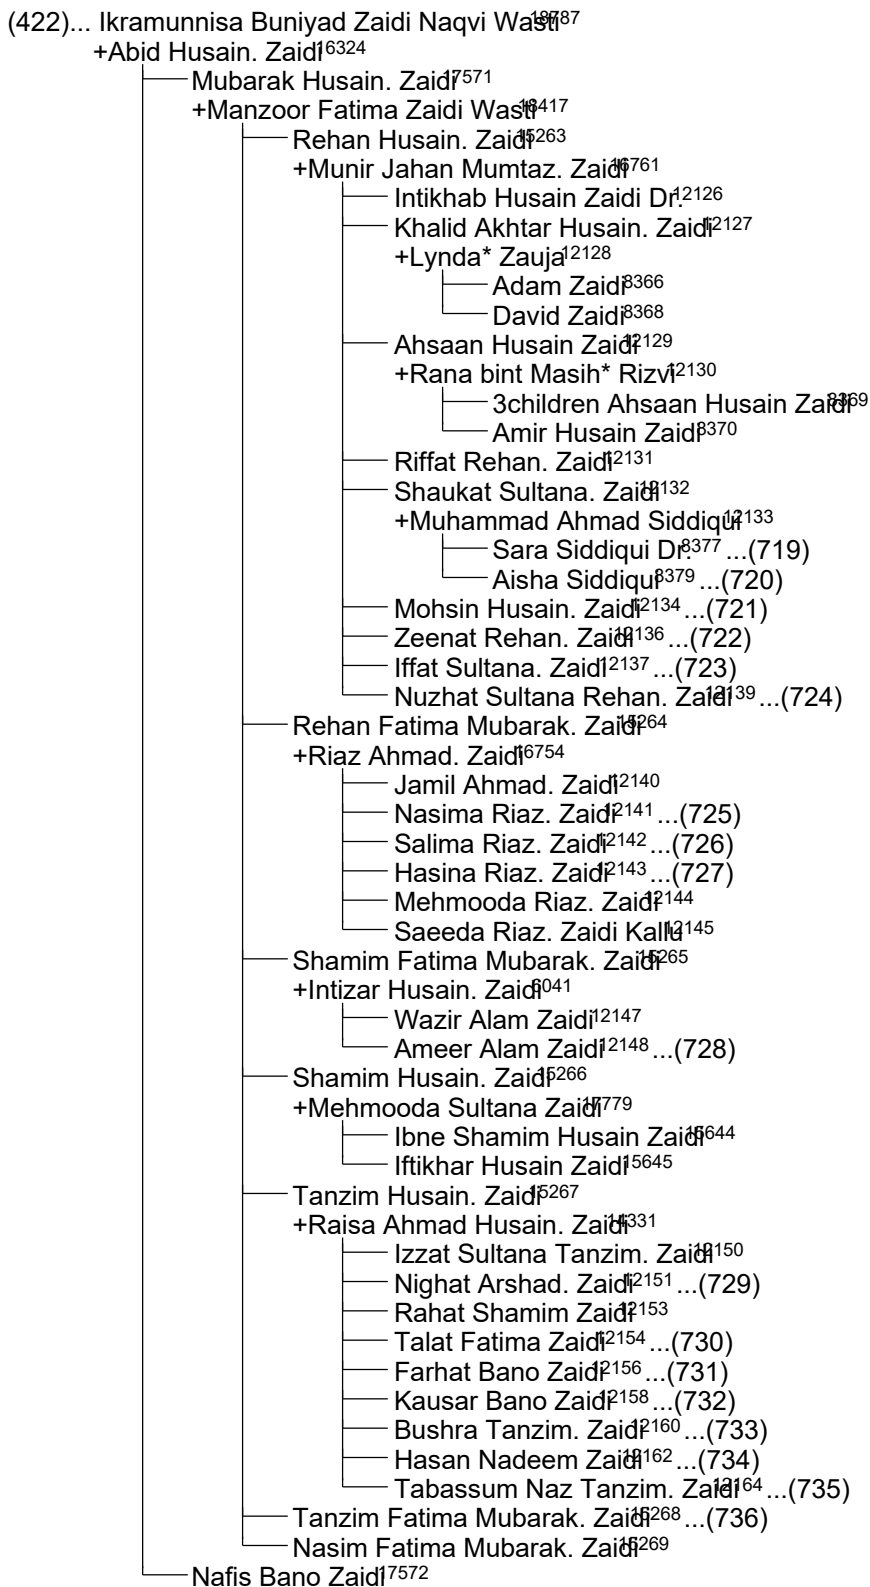 (422)... Ikramunnisa Buniyad Zaidi Naqvi Wasti18787
+Abid Husain. Zaidi16324
Mubarak Husain. Zaidi17571
+Manzoor Fatima Zaidi Wasti18417
Rehan Husain. Zaidi15263
+Munir Jahan Mumtaz. Zaidi16761
Intikhab Husain Zaidi Dr.12126
Khalid Akhtar Husain. Zaidi12127
+Lynda* Zauja12128
Adam Zaidi8366
David Zaidi8368
Ahsaan Husain Zaidi12129
+Rana bint Masih* Rizvi12130
3children Ahsaan Husain Zaidi8369
Amir Husain Zaidi8370
Riffat Rehan. Zaidi12131
Shaukat Sultana. Zaidi12132
+Muhammad Ahmad Siddiqui12133
Sara Siddiqui Dr.8377 ...(719)
Aisha Siddiqui8379 ...(720)
Mohsin Husain. Zaidi12134 ...(721)
Zeenat Rehan. Zaidi12136 ...(722)
Iffat Sultana. Zaidi12137 ...(723)
Nuzhat Sultana Rehan. Zaidi12139 ...(724)
Rehan Fatima Mubarak. Zaidi15264
+Riaz Ahmad. Zaidi16754
Jamil Ahmad. Zaidi12140
Nasima Riaz. Zaidi12141 ...(725)
Salima Riaz. Zaidi12142 ...(726)
Hasina Riaz. Zaidi12143 ...(727)
Mehmooda Riaz. Zaidi12144
Saeeda Riaz. Zaidi Kallu12145
Shamim Fatima Mubarak. Zaidi15265
+Intizar Husain. Zaidi6041
Wazir Alam Zaidi12147
Ameer Alam Zaidi12148 ...(728)
Shamim Husain. Zaidi15266
+Mehmooda Sultana Zaidi17779
Ibne Shamim Husain Zaidi15644
Iftikhar Husain Zaidi15645
Tanzim Husain. Zaidi15267
+Raisa Ahmad Husain. Zaidi14331
Izzat Sultana Tanzim. Zaidi12150
Nighat Arshad. Zaidi12151 ...(729)
Rahat Shamim Zaidi12153
Talat Fatima Zaidi12154 ...(730)
Farhat Bano Zaidi12156 ...(731)
Kausar Bano Zaidi12158 ...(732)
Bushra Tanzim. Zaidi12160 ...(733)
Hasan Nadeem Zaidi12162 ...(734)
Tabassum Naz Tanzim. Zaidi12164 ...(735)
Tanzim Fatima Mubarak. Zaidi15268 ...(736)
Nasim Fatima Mubarak. Zaidi15269
Nafis Bano Zaidi17572